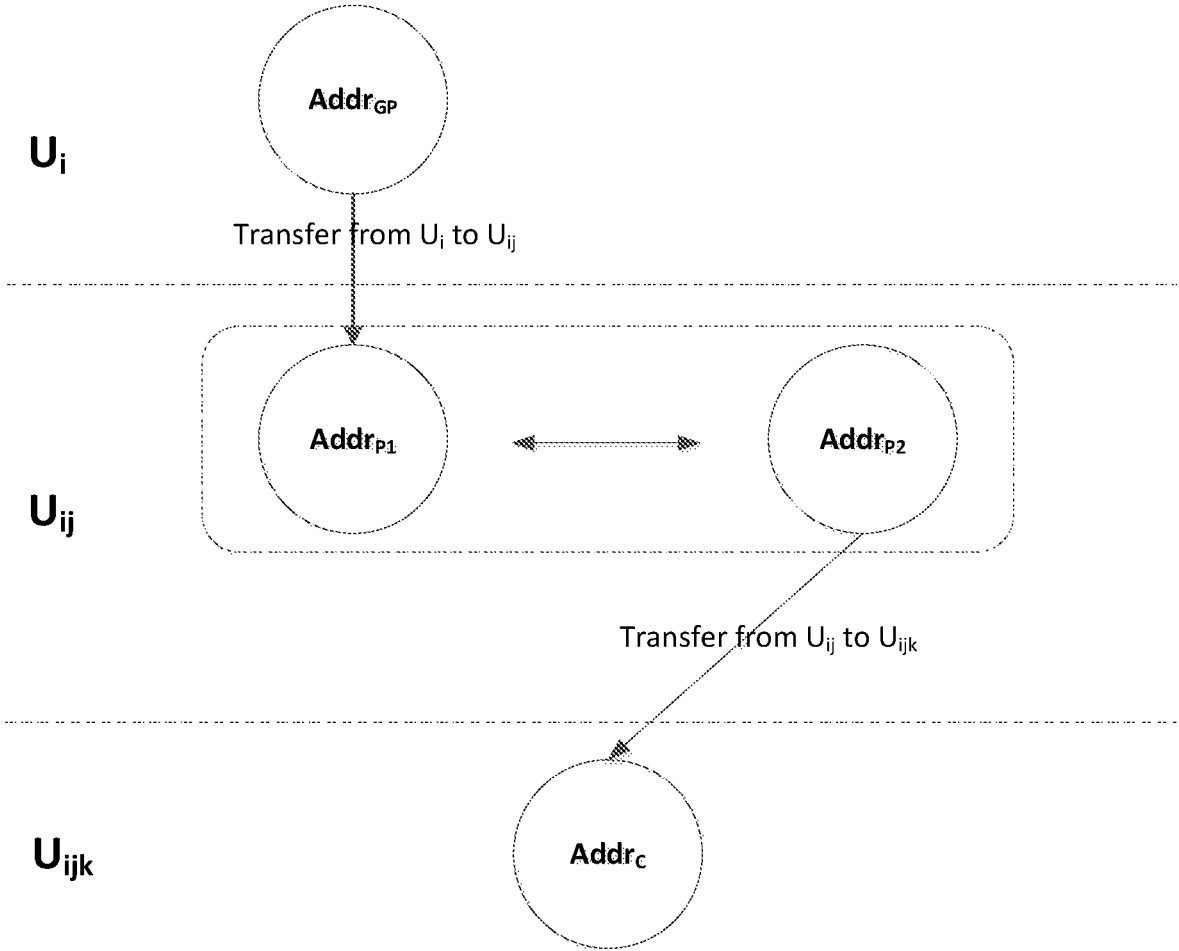 Addr_GP
U_i
Transfer from U_i to U_ij
Addr_P1
Addr_P2
U_ij
Transfer from U_ij to U_ijk
Addr_C
U_ijk